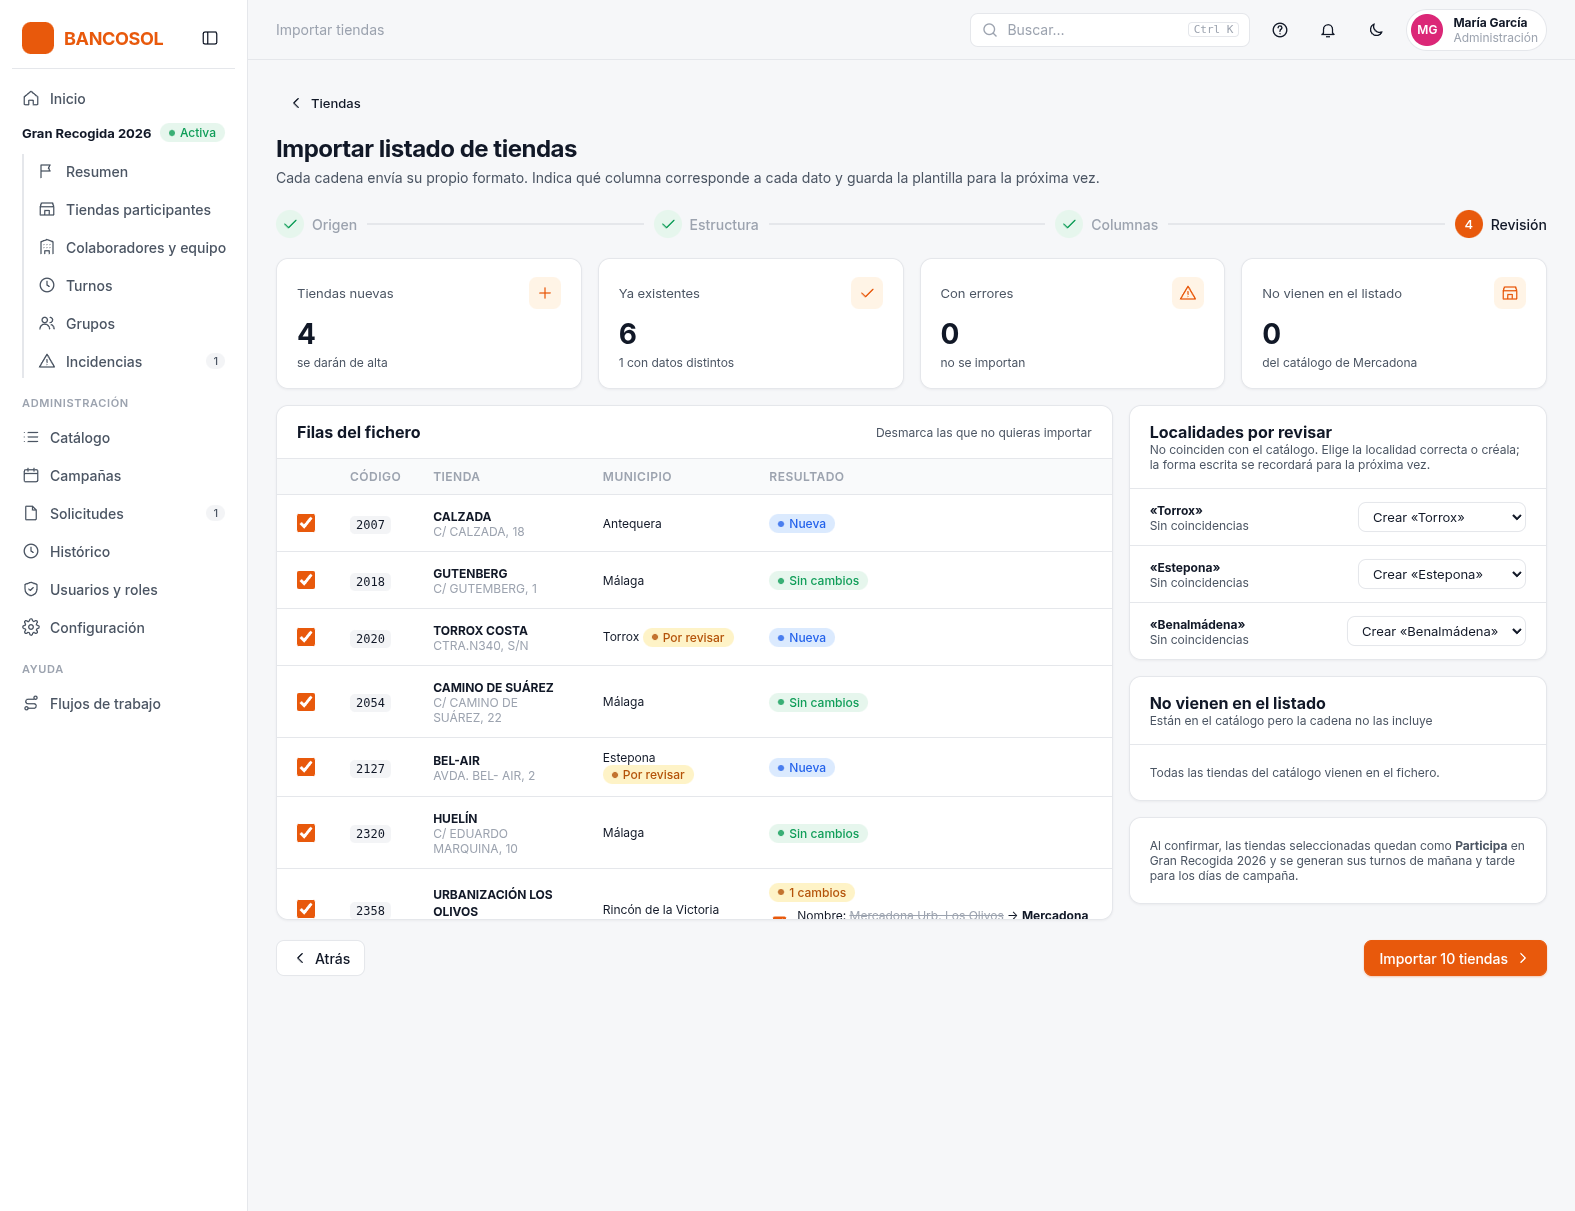 BANCOSOL
Importar tiendas
Buscar...
Ctrl K
MG
María García
Administración
Inicio
Gran Recogida 2026
Activa
Resumen
Tiendas participantes
Colaboradores y equipo
Turnos
Grupos
Incidencias
1
ADMINISTRACIÓN
Catálogo
Campañas
Solicitudes
1
Histórico
Usuarios y roles
Configuración
AYUDA
Flujos de trabajo
Tiendas
Importar listado de tiendas
Cada cadena envía su propio formato. Indica qué columna corresponde a cada dato y guarda la plantilla para la próxima vez.
Origen
Estructura
Columnas
4
Revisión
Tiendas nuevas
4
se darán de alta
Ya existentes
6
1 con datos distintos
Con errores
0
no se importan
No vienen en el listado
0
del catálogo de Mercadona
Filas del fichero
Desmarca las que no quieras importar
CÓDIGO TIENDA MUNICIPIO RESULTADO
2007
CALZADA
C/ CALZADA, 18
Antequera
Nueva
2018
GUTENBERG
C/ GUTEMBERG, 1
Málaga
Sin cambios
2020
TORROX COSTA
CTRA.N340, S/N
Torrox Por revisar
Nueva
2054
CAMINO DE SUÁREZ
C/ CAMINO DE
SUÁREZ, 22
Málaga
Sin cambios
2127
BEL-AIR
AVDA. BEL- AIR, 2
Estepona
Por revisar
Nueva
2320
HUELÍN
C/ EDUARDO
MARQUINA, 10
Málaga
Sin cambios
2358
URBANIZACIÓN LOS
OLIVOS
Rincón de la Victoria
1 cambios
Nombre: Mercadona Urb. Los Olivos → Mercadona
Localidades por revisar
No coinciden con el catálogo. Elige la localidad correcta o créala;
la forma escrita se recordará para la próxima vez.
«Torrox»
Sin coincidencias
Crear «Torrox»
«Estepona»
Sin coincidencias
Crear «Estepona»
«Benalmádena»
Sin coincidencias
Crear «Benalmádena»
No vienen en el listado
Están en el catálogo pero la cadena no las incluye
Todas las tiendas del catálogo vienen en el fichero.
Al confirmar, las tiendas seleccionadas quedan como Participa en
Gran Recogida 2026 y se generan sus turnos de mañana y tarde
para los días de campaña.
Atrás
Importar 10 tiendas